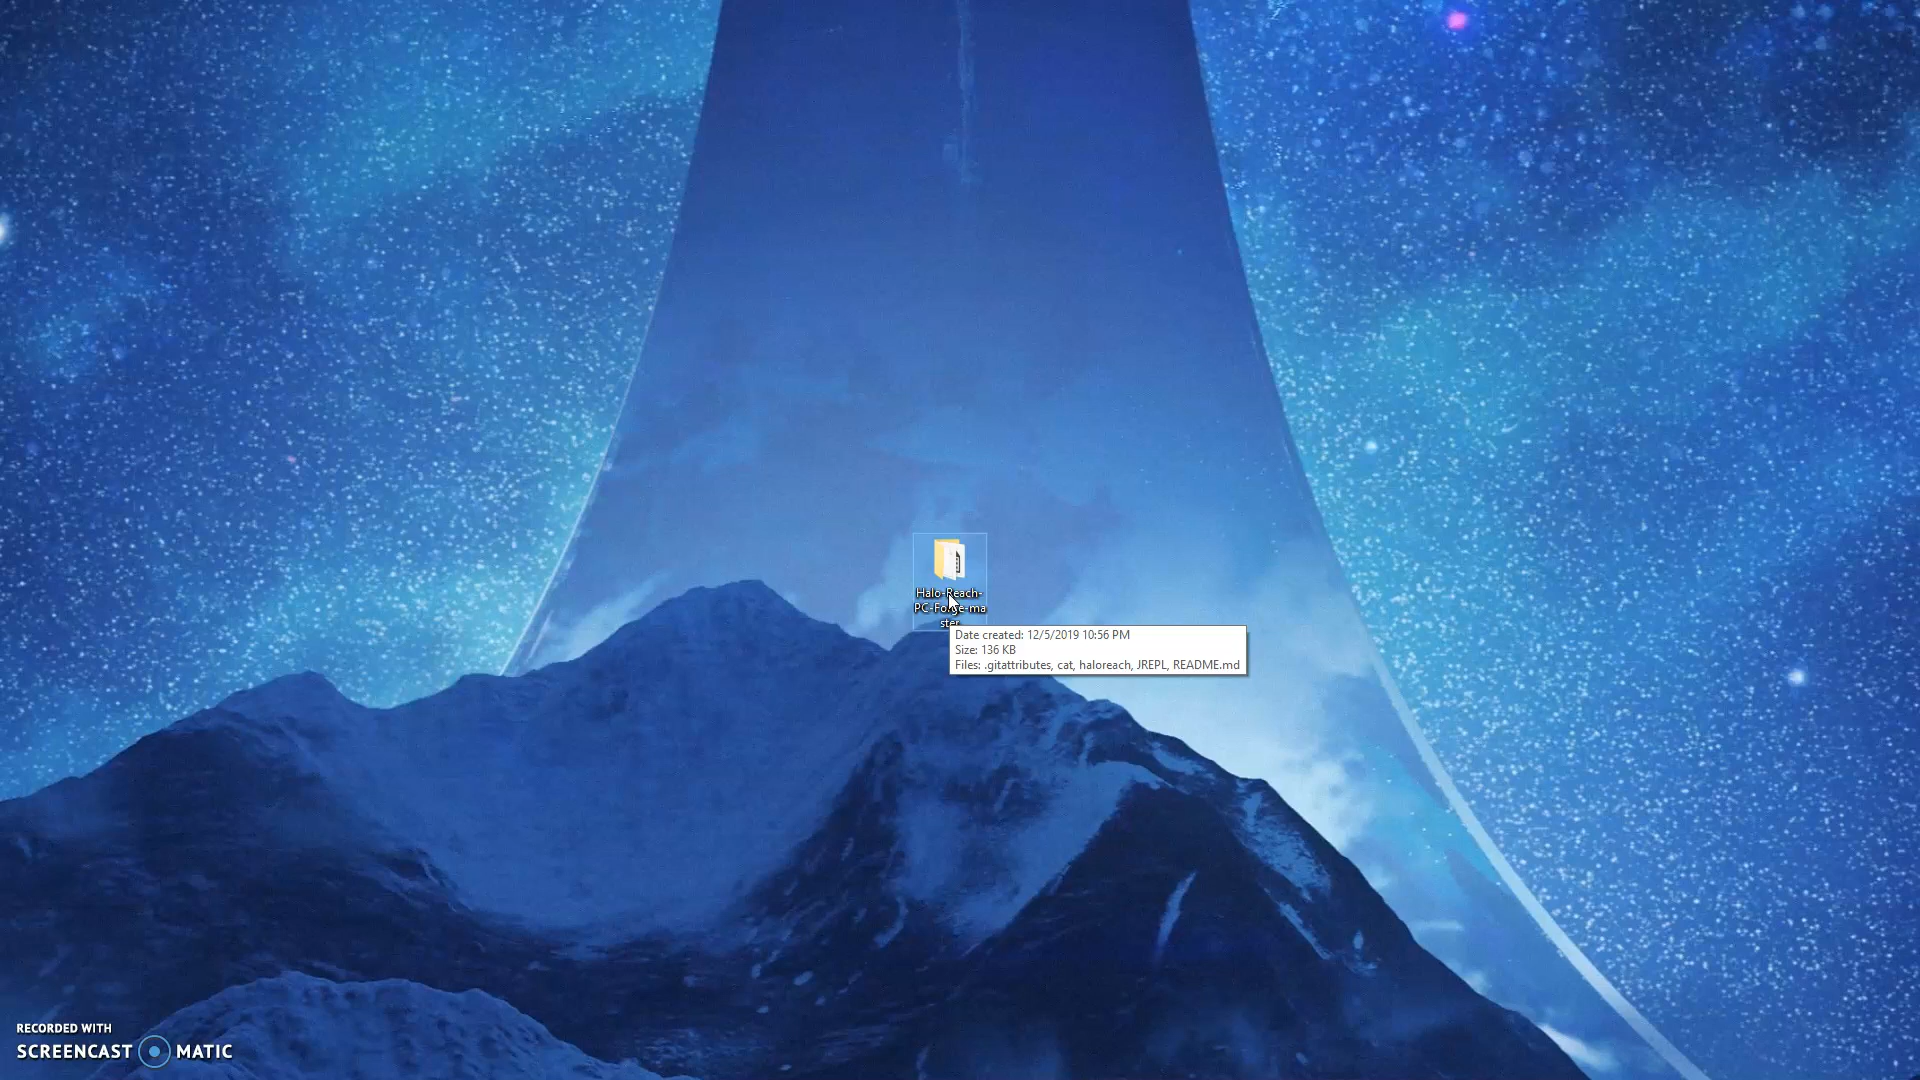 Halo-Reach-
PC-Forge-ma
ster
Date created: 12/5/2019 10:56 PM
Size: 136 KB
Files: .gitattributes, cat, haloreach, JREPL, README.md
RECORDED WITH
SCREENCAST MATIC